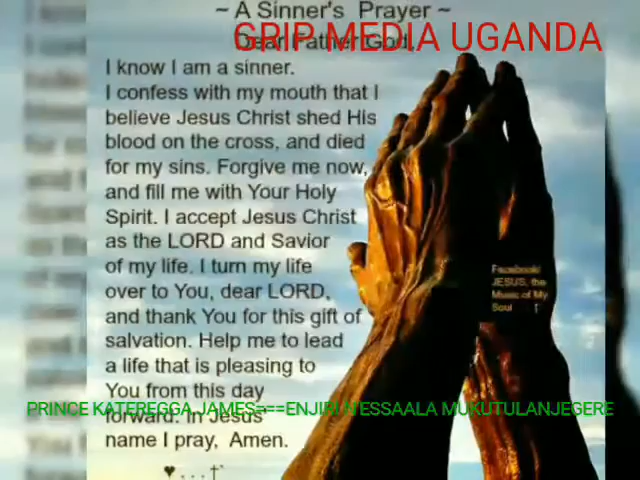 ~ A Sinner's Prayer ~
GRIP MEDIA UGANDA
Dear Father God,
I know I am a sinner.
I confess with my mouth that I
believe Jesus Christ shed His
blood on the cross, and died
for my sins. Forgive me now,
and fill me with Your Holy
Spirit. I accept Jesus Christ
as the LORD and Savior
of my life. I turn my life
over to You, dear LORD,
and thank You for this gift of
salvation. Help me to lead
a life that is pleasing to
You from this day
forward. In Jesus'
name I pray, Amen.
♥ . . . †
Facebook/
JESUS, the
Music of My
Soul
PRINCE KATEREGGA JAMES===ENJIRI N'ESSAALA MUKUTULANJEGERE